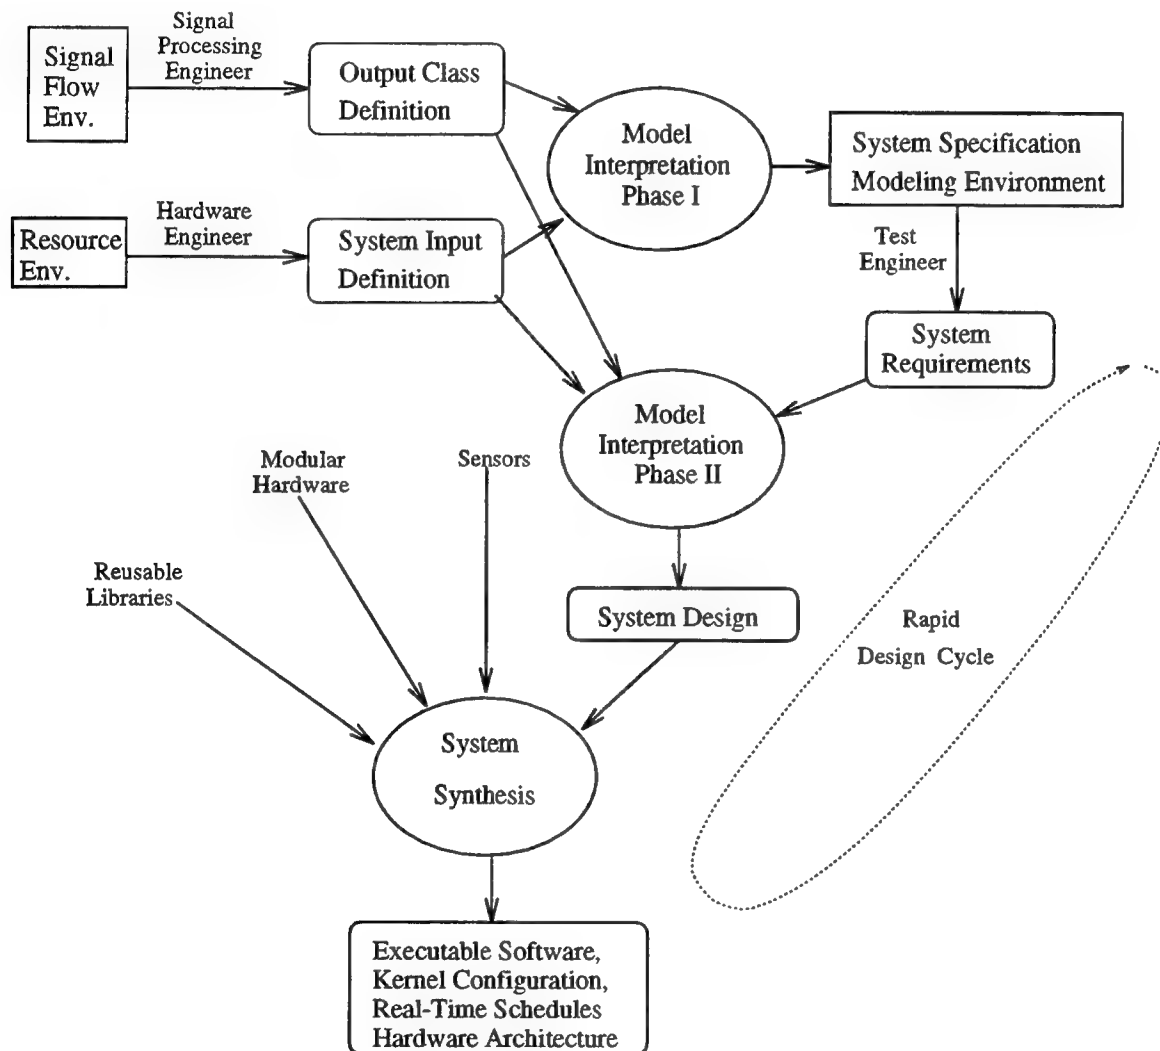 Signal
Processing
Engineer
Signal
Flow
Env.
Output Class
Definition
Model
Interpretation
Phase I
System Specification
Modeling Environment
Hardware
Engineer
Resource
Env.
System Input
Definition
Test
Engineer
System
Requirements
Model
Interpretation
Phase II
Modular
Hardware
Sensors
Reusable
Libraries
System Design
Rapid
Design Cycle
System
Synthesis
Executable Software,
Kernel Configuration,
Real-Time Schedules
Hardware Architecture